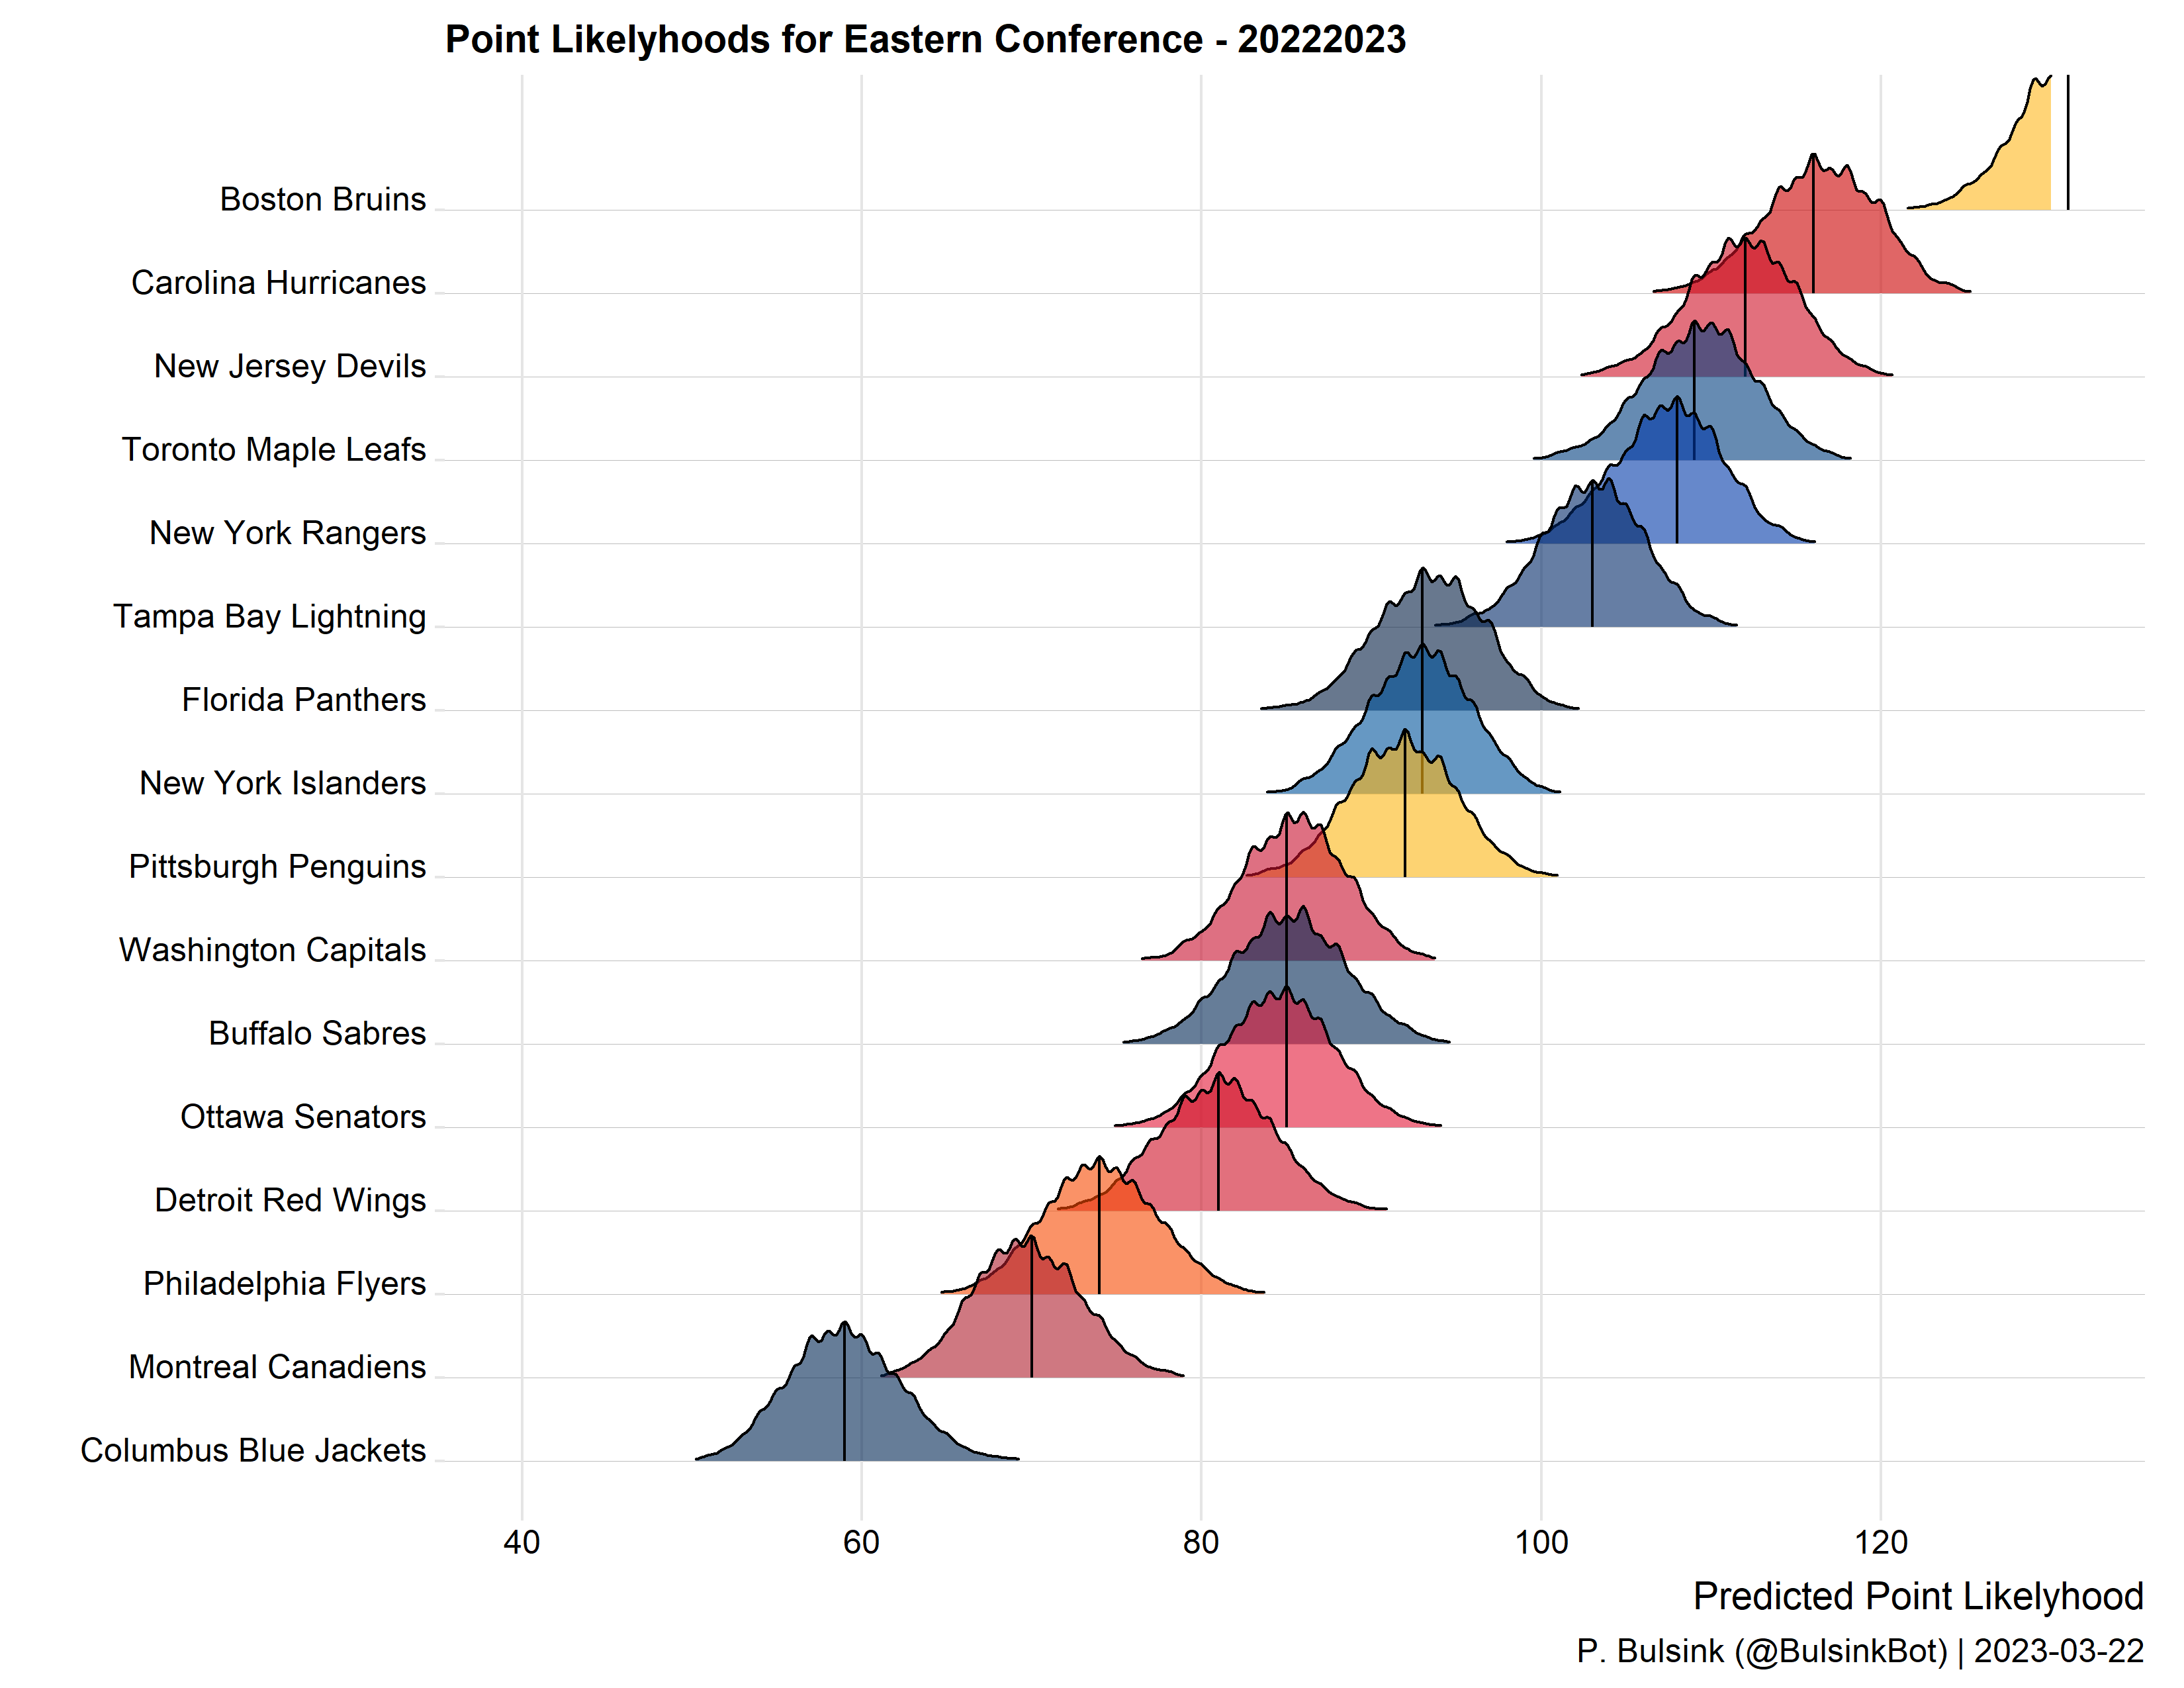 Point Likelyhoods for Eastern Conference - 20222023
Boston Bruins
Carolina Hurricanes
New Jersey Devils
Toronto Maple Leafs
New York Rangers
Tampa Bay Lightning
Florida Panthers
New York Islanders
Pittsburgh Penguins
Washington Capitals
Buffalo Sabres
Ottawa Senators
Detroit Red Wings
Philadelphia Flyers
Montreal Canadiens
Columbus Blue Jackets
40 60 80 100 120
Predicted Point Likelyhood
P. Bulsink (@BulsinkBot) | 2023-03-22